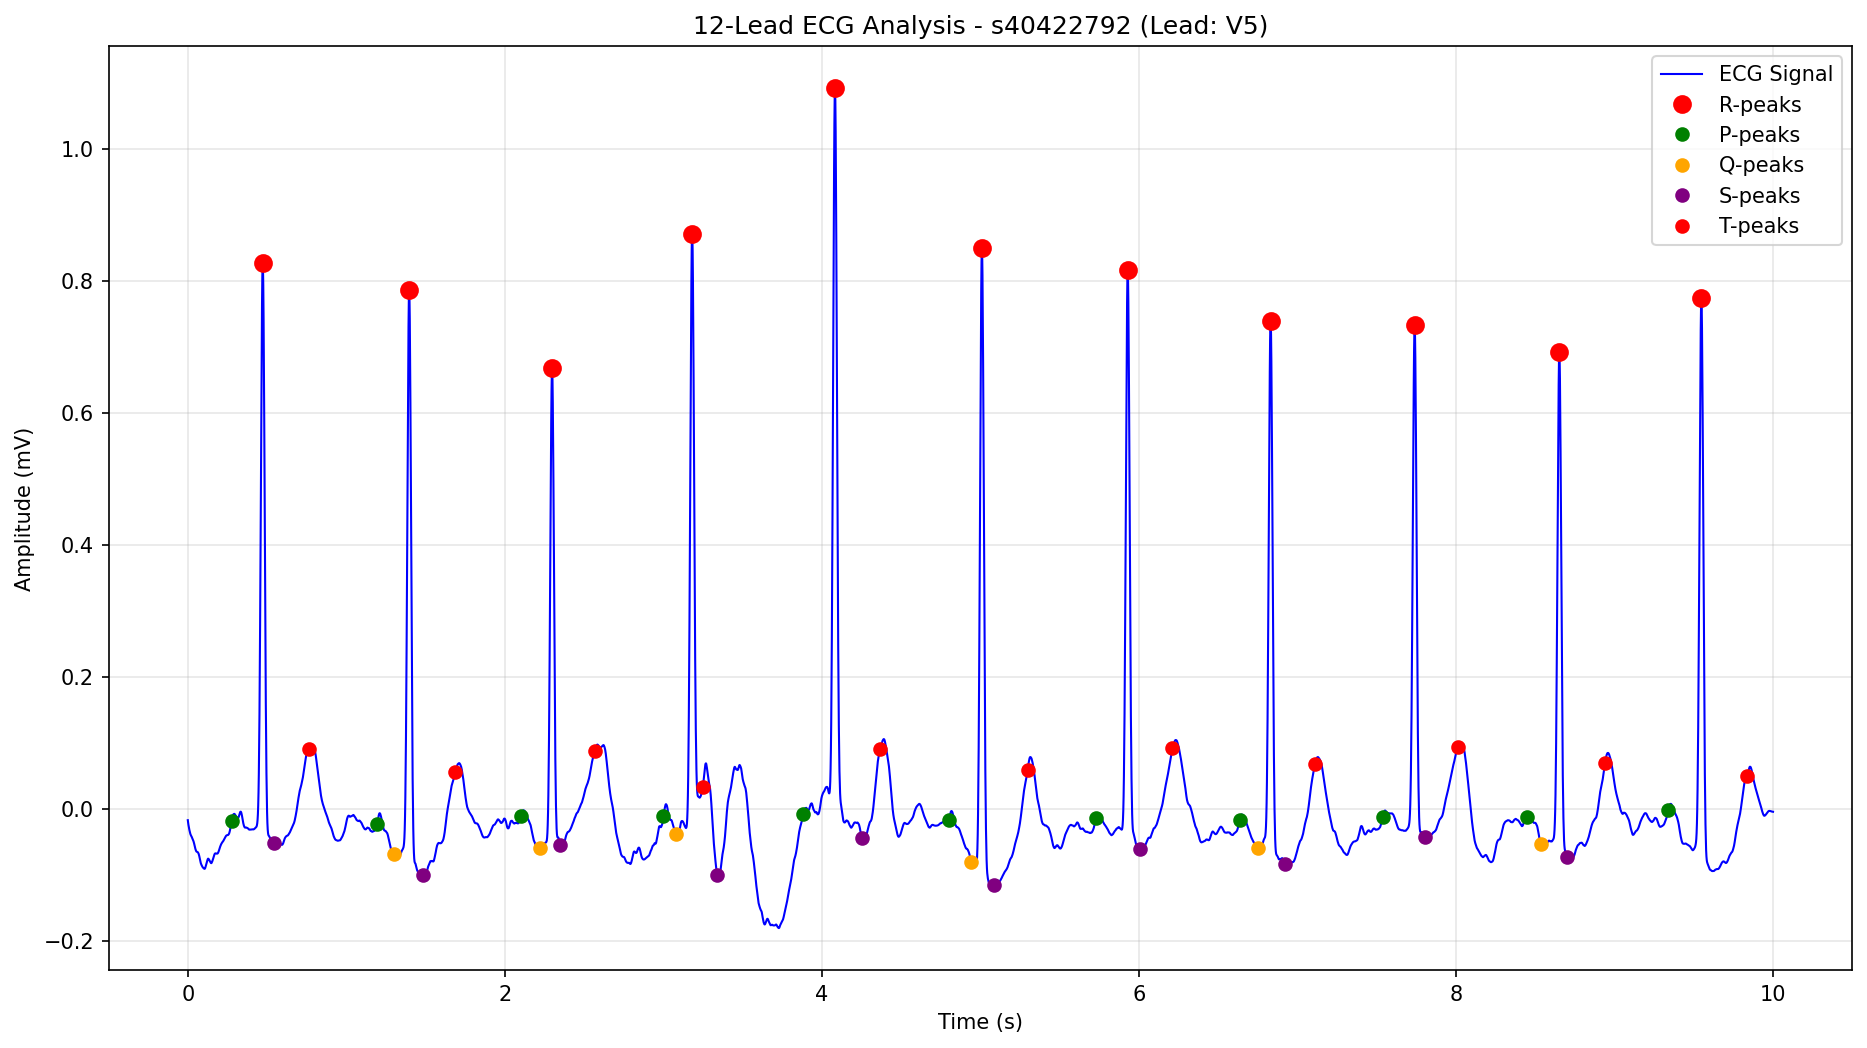 12-Lead ECG Analysis - s40422792 (Lead: V5)
ECG Signal
R-peaks
P-peaks
Q-peaks
S-peaks
T-peaks
Amplitude (mV)
1.0
0.8
0.6
0.4
0.2
0.0
−0.2
0 2 4 6 8 10
Time (s)